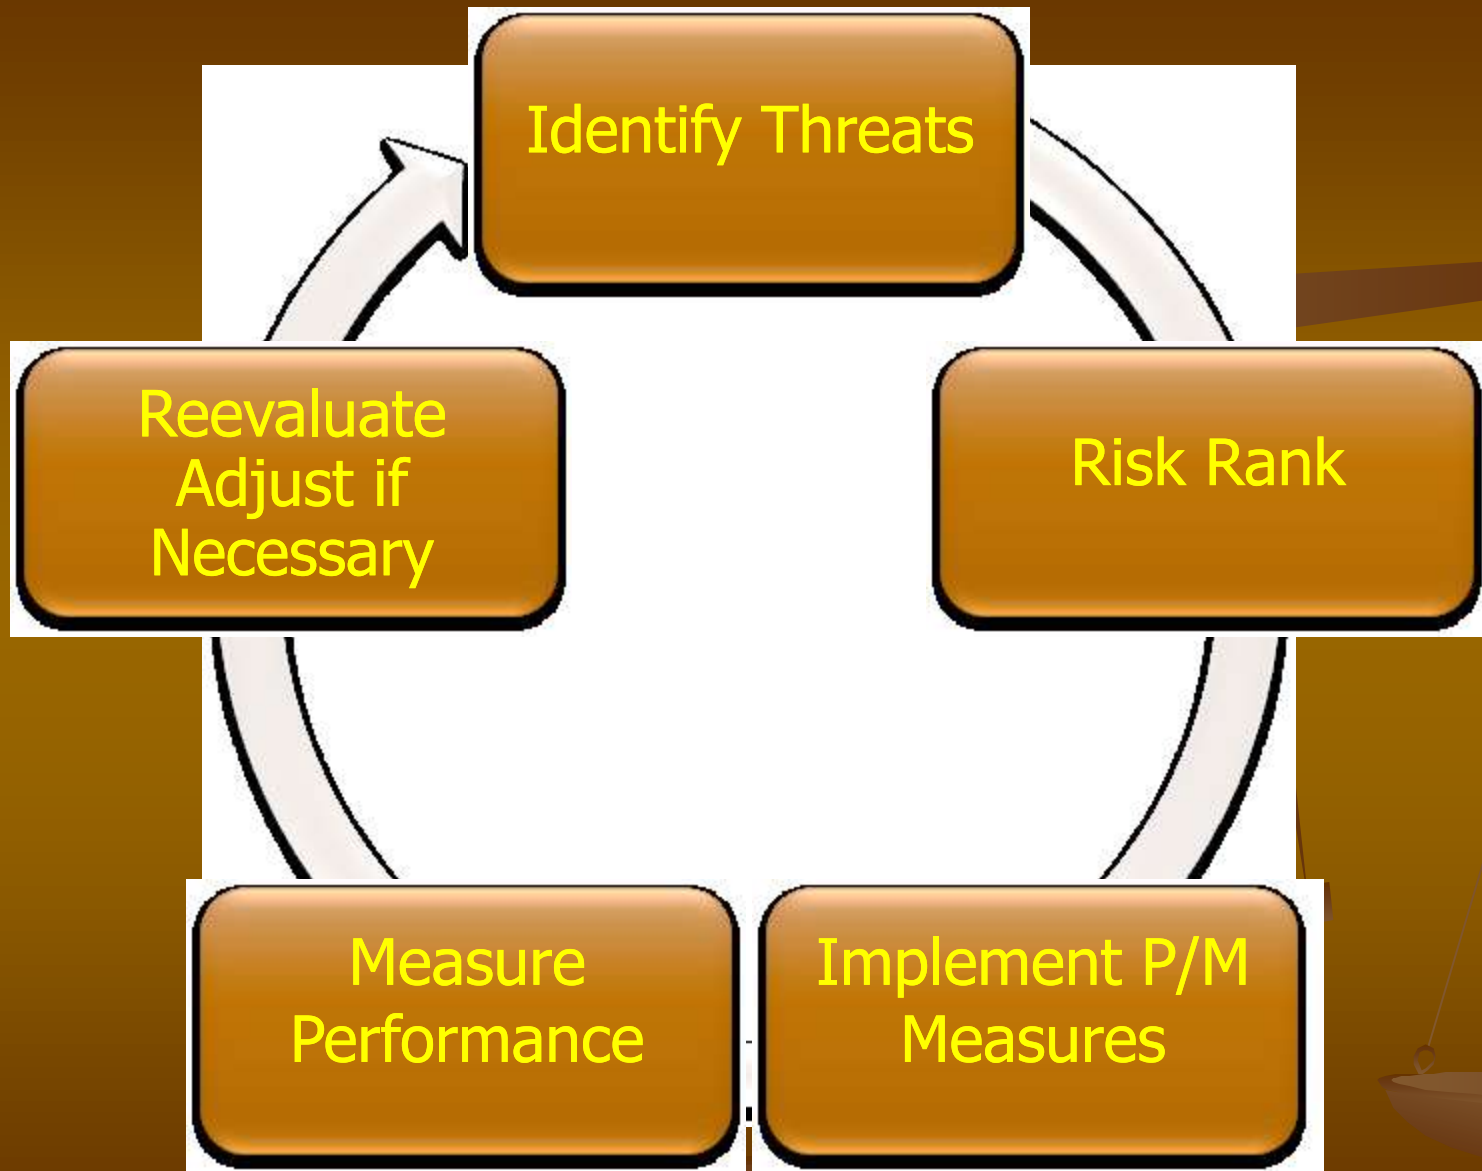 Identify Threats
Risk Rank
Implement P/M
Measures
Measure
Performance
Reevaluate
Adjust if
Necessary